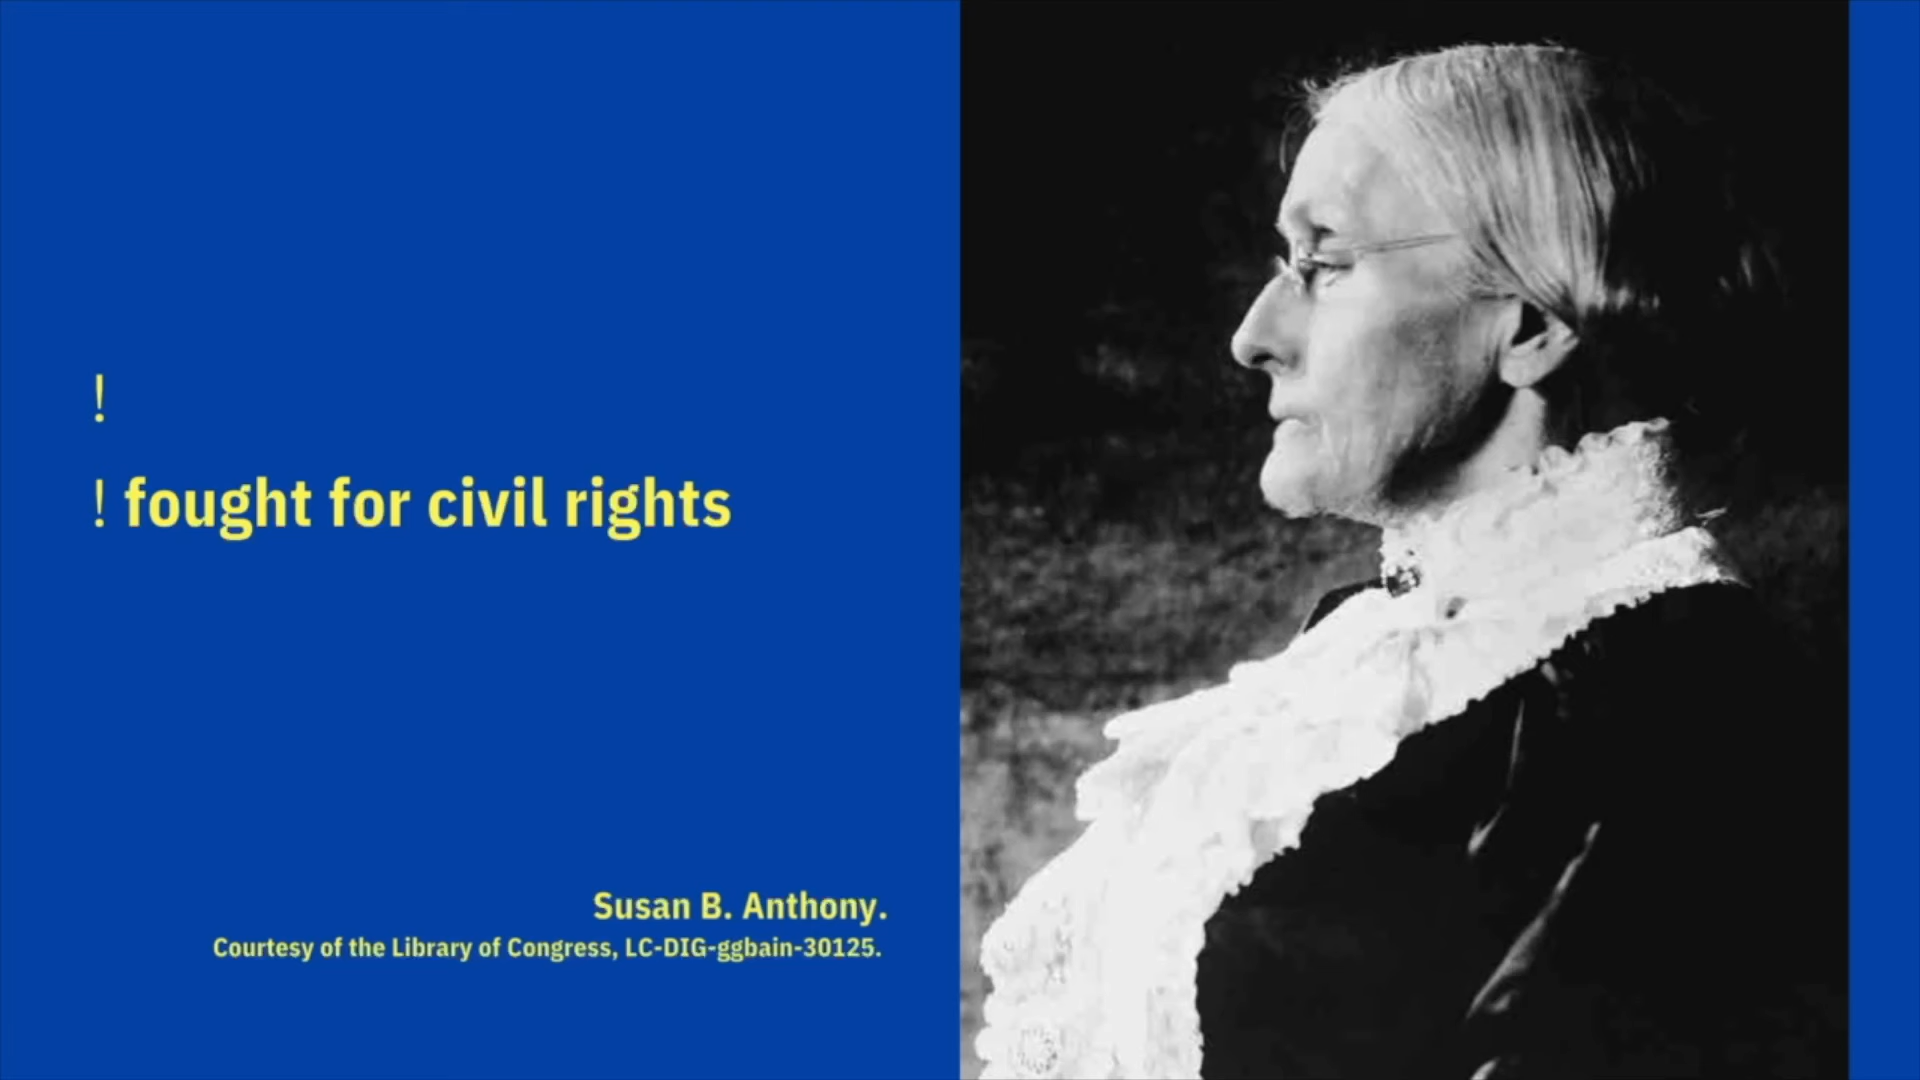 !
! fought for civil rights
Susan B. Anthony.
Courtesy of the Library of Congress, LC-DIG-ggbain-30125.